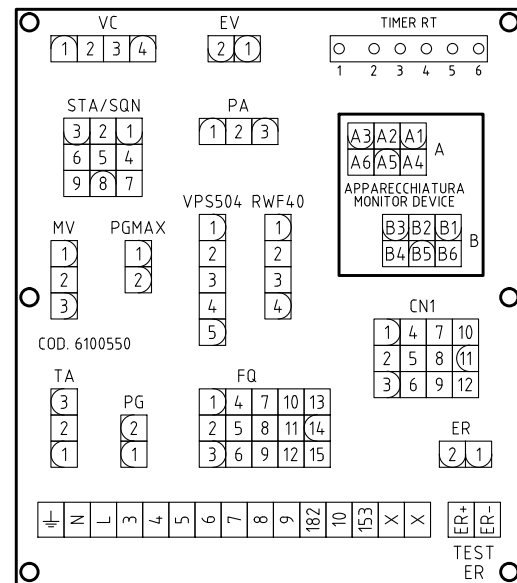 VC EV TIMER RT
1 2 3 4 2 1
1 2 3 4 5 6
STA/SQN PA
3 2 1 1 2 3
6 5 4
9 8 7
A3 A2 A1 A
A6 A5 A4
APPARECCHIATURA
MONITOR DEVICE
B3 B2 B1 B
B4 B5 B6
MV PGMAX VPS504 RWF40
1 1 1 1
2 2 2 2
3 3 3
4 4
5
CN1
1 4 7 10
2 5 8 11
3 6 9 12
COD. 6100550
TA PG FQ
3 2 1 4 7 10 13
2 1 2 5 8 11 14
1 3 6 9 12 15
ER
2 1
N L 3 4 5 6 7 8 9 182 10 153 X X ER+ ER-
TEST
ER